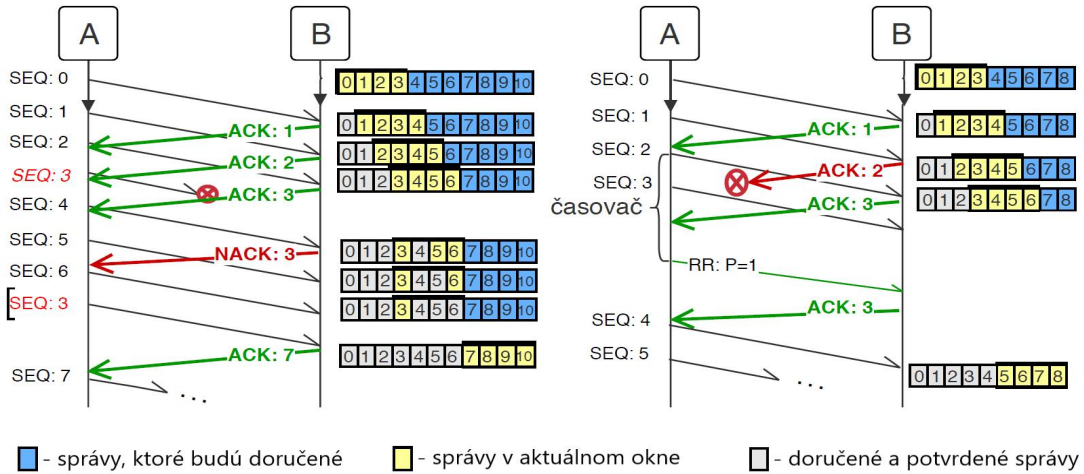 A
B
SEQ: 0
0 1 2 3 4 5 6 7 8 9 10
SEQ: 1
ACK: 1
0 1 2 3 4 5 6 7 8 9 10
SEQ: 2
ACK: 2
0 1 2 3 4 5 6 7 8 9 10
SEQ: 3
ACK: 3
0 1 2 3 4 5 6 7 8 9 10
SEQ: 4
SEQ: 5
NACK: 3
0 1 2 3 4 5 6 7 8 9 10
SEQ: 6
0 1 2 3 4 5 6 7 8 9 10
SEQ: 3
0 1 2 3 4 5 6 7 8 9 10
ACK: 7
0 1 2 3 4 5 6 7 8 9 10
SEQ: 7
...
A
B
SEQ: 0
0 1 2 3 4 5 6 7 8
SEQ: 1
ACK: 1
0 1 2 3 4 5 6 7 8
SEQ: 2
ACK: 2
0 1 2 3 4 5 6 7 8
SEQ: 3
časovač
ACK: 3
0 1 2 3 4 5 6 7 8
RR: P=1
ACK: 3
SEQ: 4
SEQ: 5
0 1 2 3 4 5 6 7 8
...
- správy, ktoré budú doručené
- správy v aktuálnom okne
- doručené a potvrdené správy